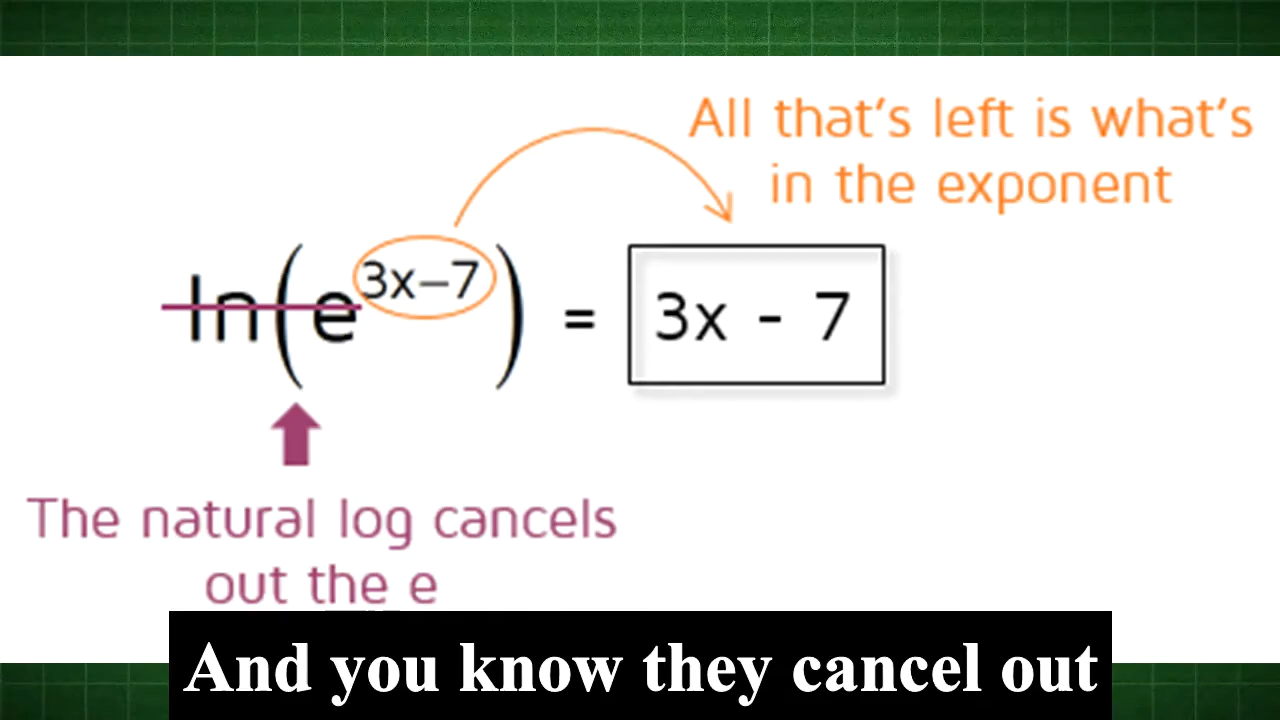 All that's left is what's
in the exponent
ln(e^{3x–7}) = 3x - 7
The natural log cancels
out the e
And you know they cancel out